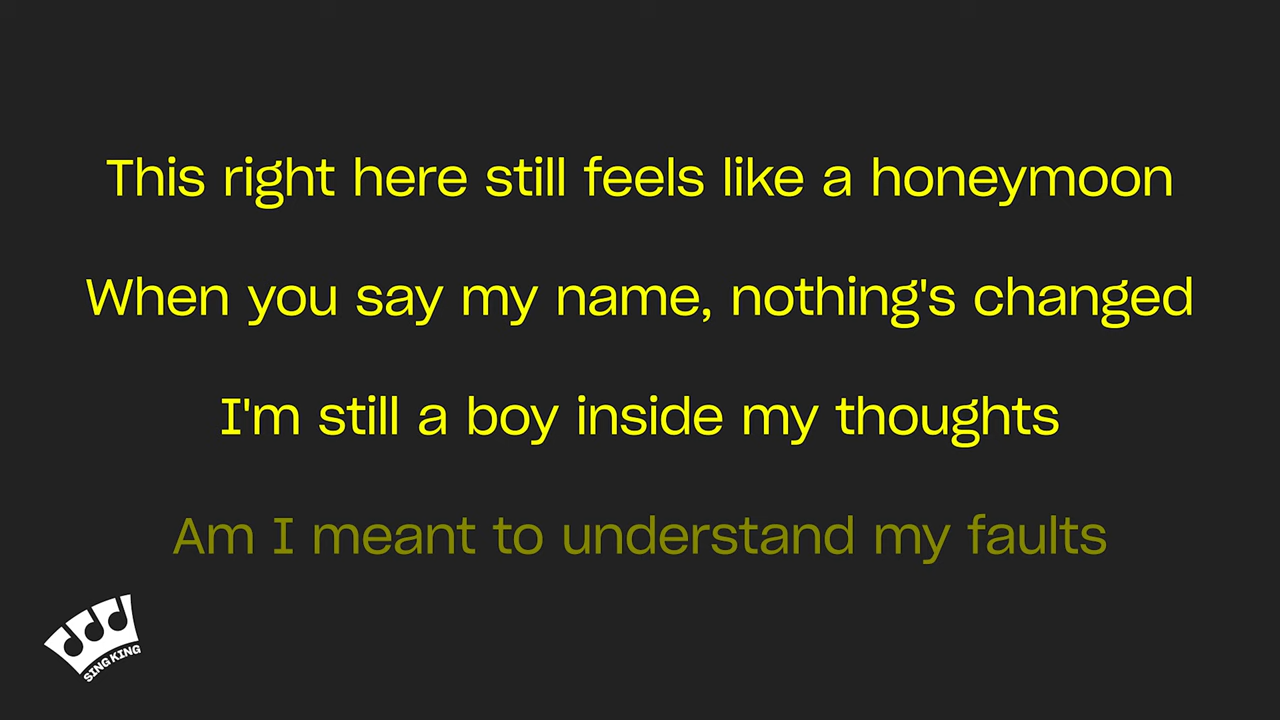 This right here still feels like a honeymoon
When you say my name, nothing's changed
I'm still a boy inside my thoughts
Am I meant to understand my faults
SING KING